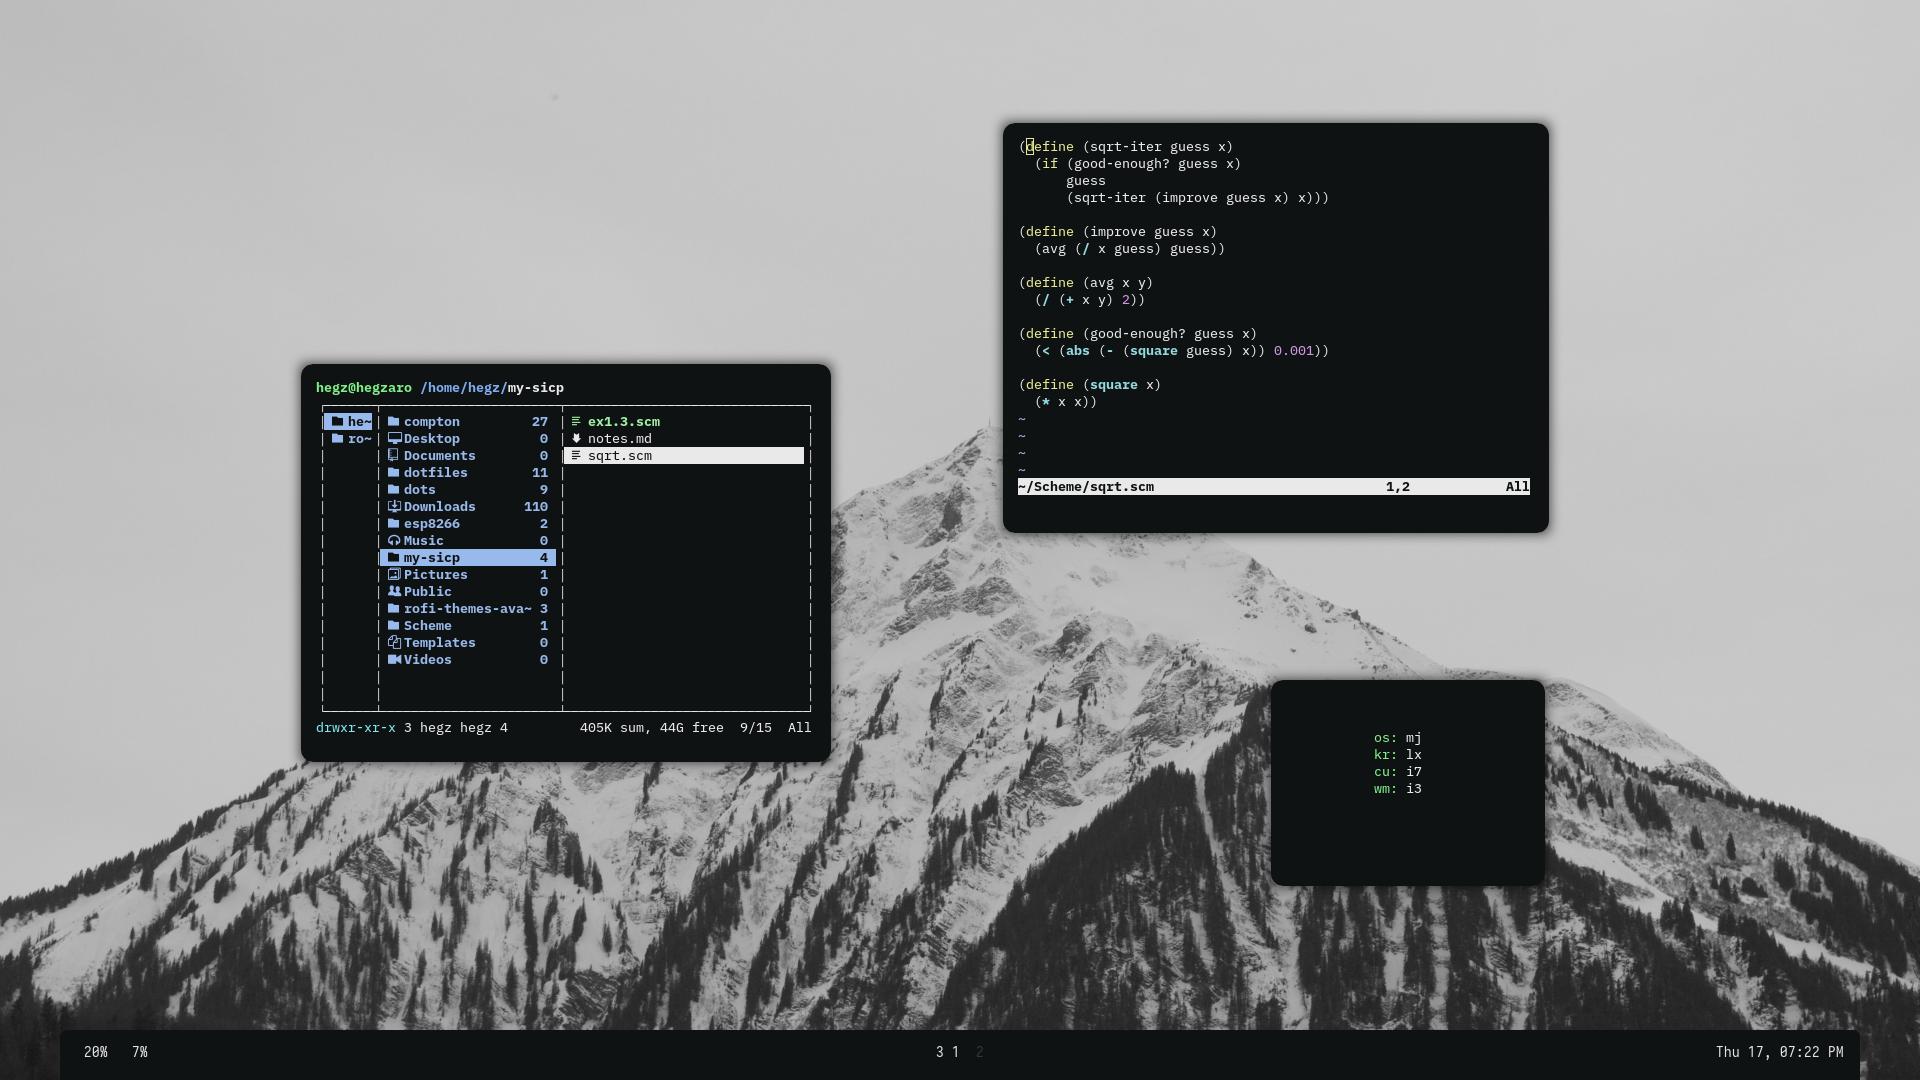 (define (sqrt-iter guess x)
  (if (good-enough? guess x)
      guess
      (sqrt-iter (improve guess x) x)))
(define (improve guess x)
  (avg (/ x guess) guess))
(define (avg x y)
  (/ (+ x y) 2))
(define (good-enough? guess x)
  (< (abs (- (square guess) x)) 0.001))
(define (square x)
  (* x x))
~
~
~
~
~/Scheme/sqrt.scm 1,2 All
hegz@hegzaro /home/hegz/my-sicp
he~ compton 27 ex1.3.scm
ro~ Desktop 0 notes.md
Documents 0 sqrt.scm
dotfiles 11
dots 9
Downloads 110
esp8266 2
Music 0
my-sicp 4
Pictures 1
Public 0
rofi-themes-ava~ 3
Scheme 1
Templates 0
Videos 0
drwxr-xr-x 3 hegz hegz 4 405K sum, 44G free 9/15 All
os: mj
kr: lx
cu: i7
wm: i3
20% 7% 3 1 2 Thu 17, 07:22 PM